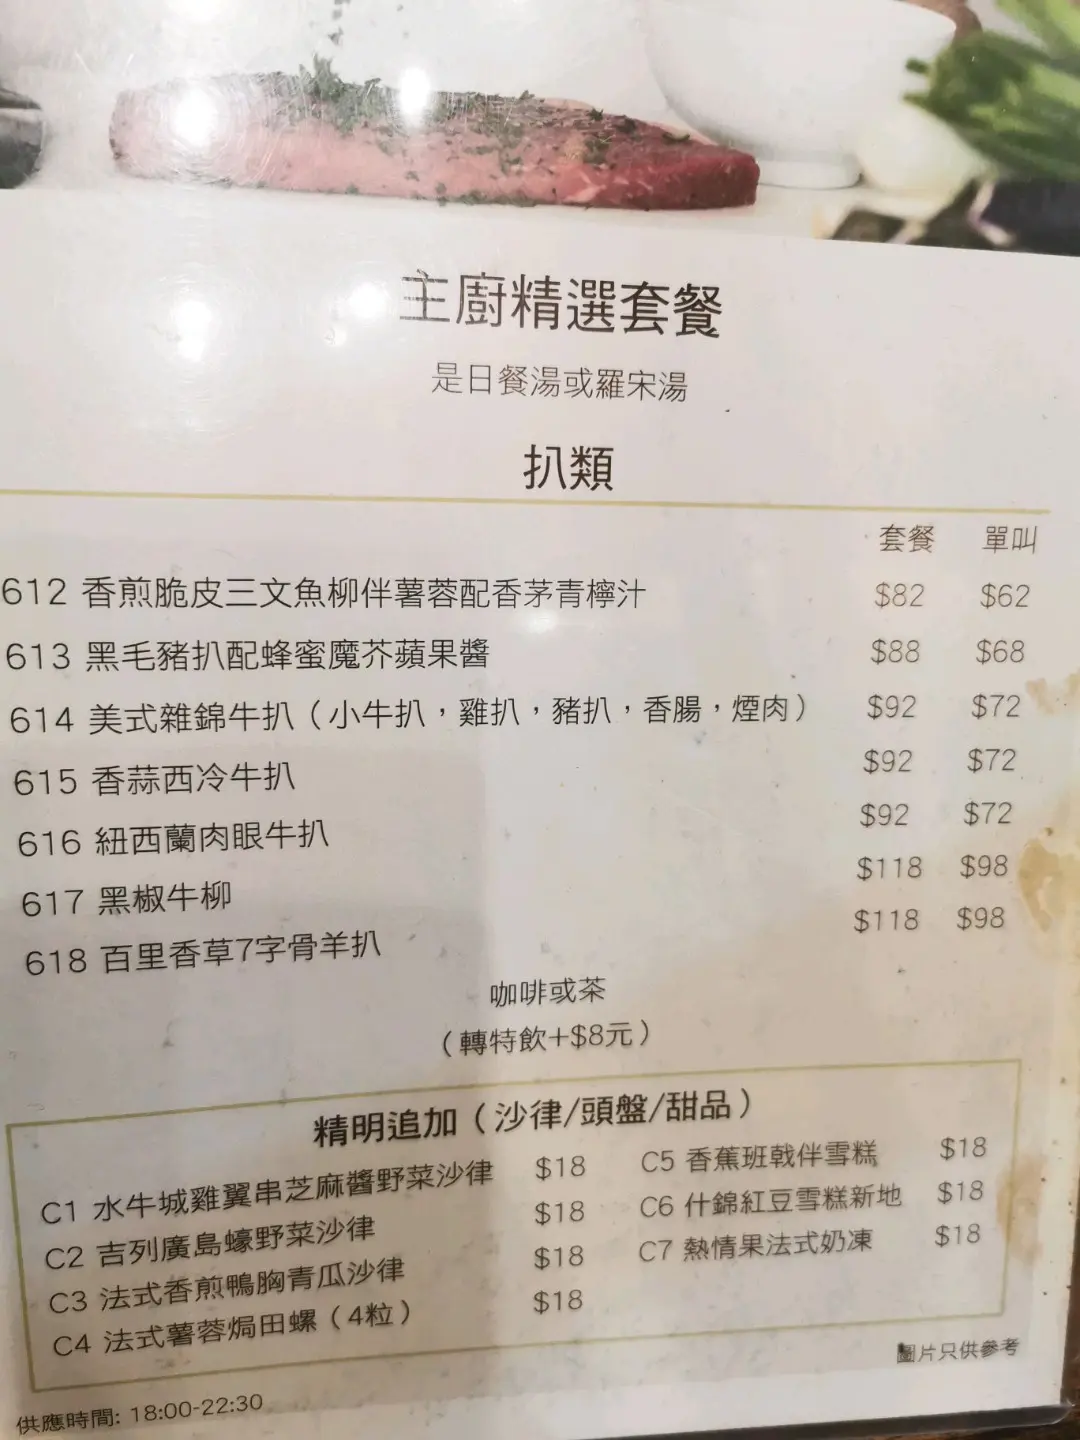 主廚精選套餐
是日餐湯或羅宋湯
扒類
套餐 單叫
612 香煎脆皮三文魚柳伴薯蓉配香茅青檸汁 $82 $62
613 黑毛豬扒配蜂蜜魔芥蘋果醬 $88 $68
614 美式雜錦牛扒（小牛扒，雞扒，豬扒，香腸，煙肉） $92 $72
615 香蒜西冷牛扒 $92 $72
616 紐西蘭肉眼牛扒 $92 $72
617 黑椒牛柳 $118 $98
618 百里香草7字骨羊扒 $118 $98
咖啡或茶
（轉特飲+$8元）
精明追加（沙律/頭盤/甜品）
C1 水牛城雞翼串芝麻醬野菜沙律 $18
C2 吉列廣島蠔野菜沙律 $18
C3 法式香煎鴨胸青瓜沙律 $18
C4 法式薯蓉焗田螺（4粒） $18
C5 香蕉班戟伴雪糕 $18
C6 什錦紅豆雪糕新地 $18
C7 熱情果法式奶凍 $18
圖片只供參考
供應時間: 18:00-22:30